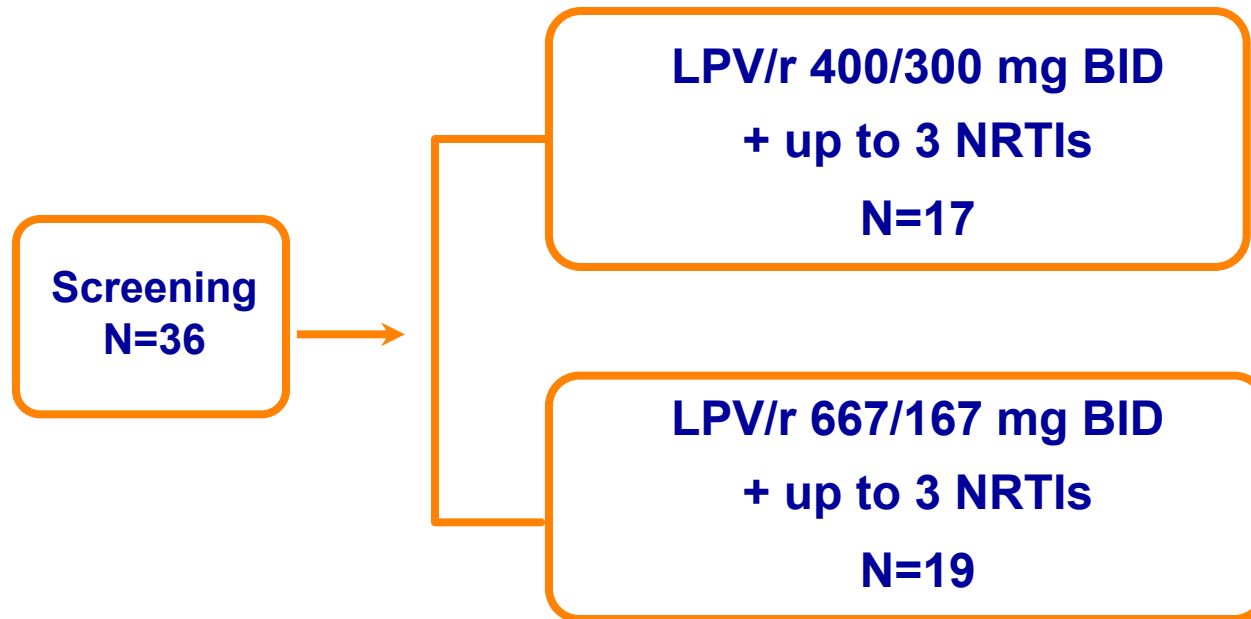 Screening
N=36
LPV/r 400/300 mg BID
+ up to 3 NRTIs
N=17
LPV/r 667/167 mg BID
+ up to 3 NRTIs
N=19